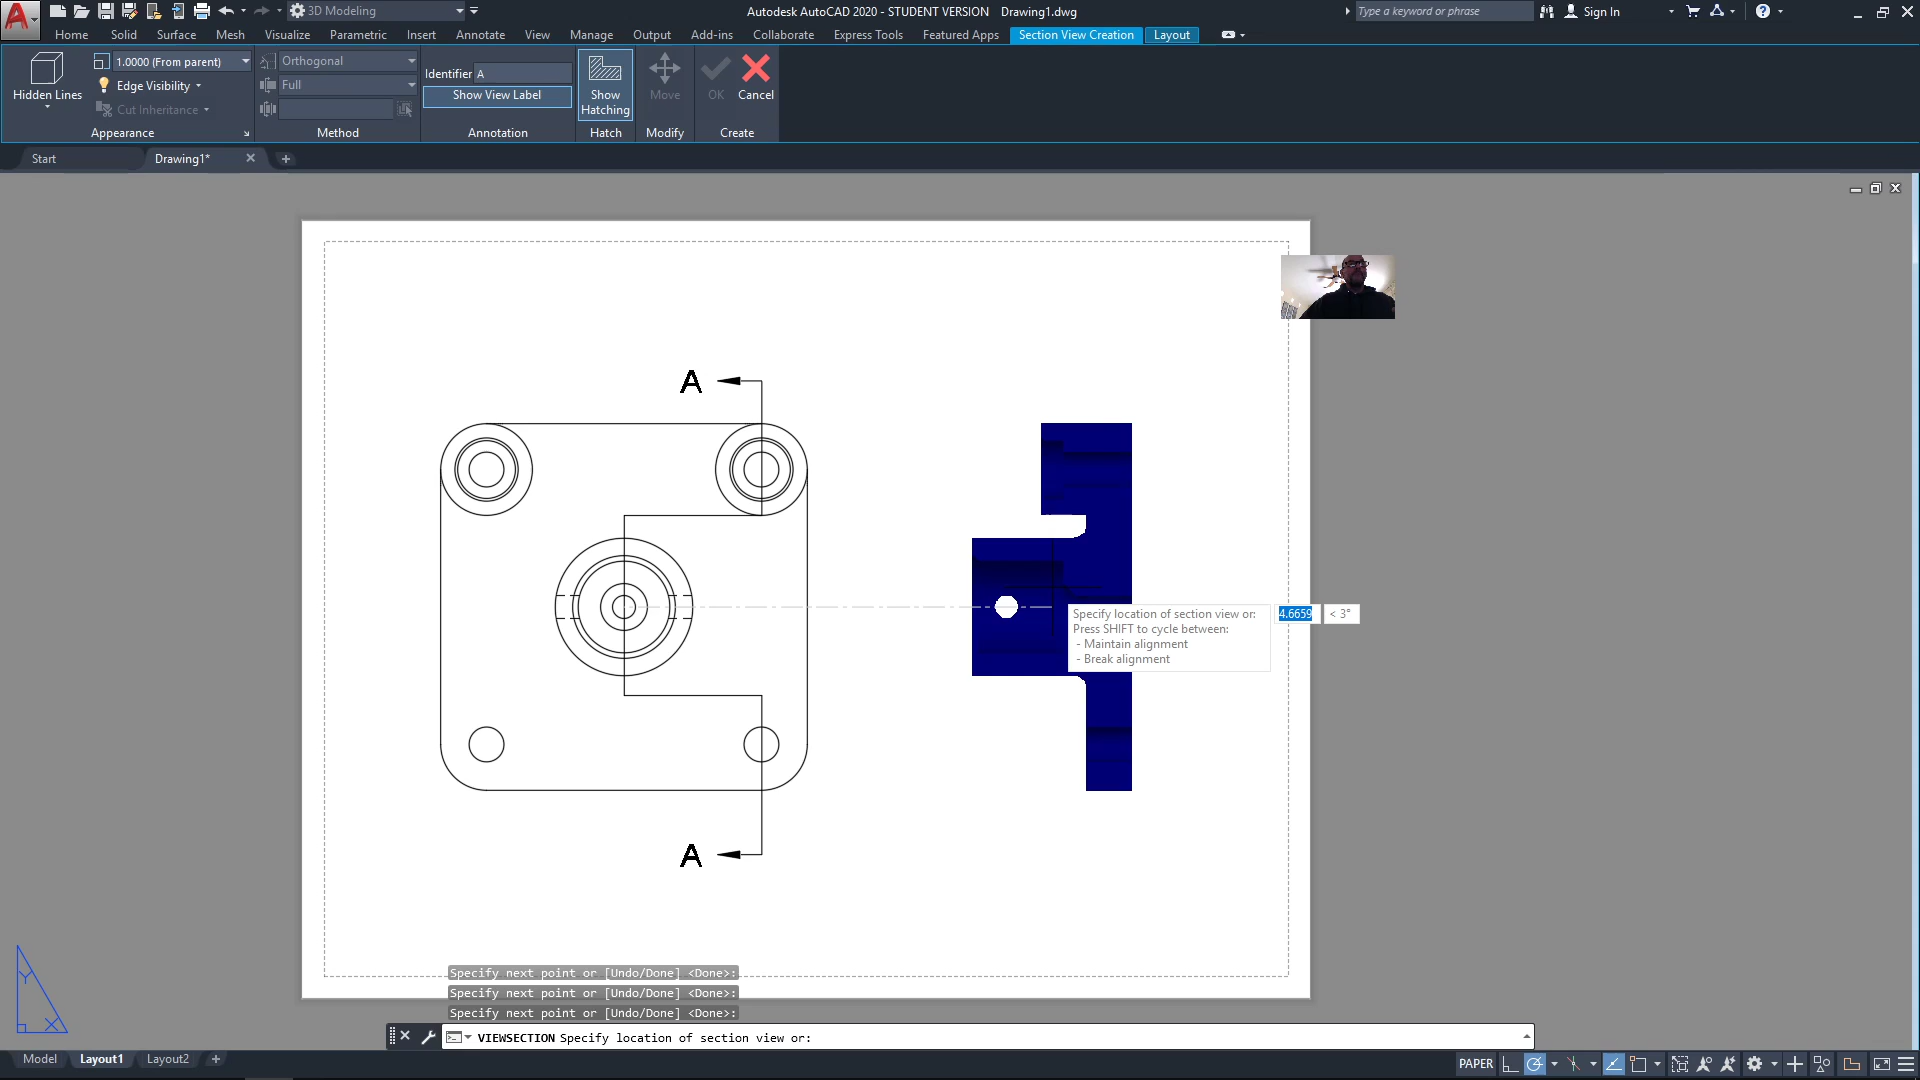 3D Modeling
Autodesk AutoCAD 2020 - STUDENT VERSION Drawing1.dwg
Type a keyword or phrase
Sign In
Home Solid Surface Mesh Visualize Parametric Insert Annotate View Manage Output Add-ins Collaborate Express Tools Featured Apps Section View Creation Layout
Hidden Lines
1.0000 (From parent)
Edge Visibility
Cut Inheritance
Appearance
Orthogonal
Full
Method
Identifier A
Show View Label
Annotation
Show
Hatching
Hatch
Move
Modify
OK
Cancel
Create
Start
Drawing1*
A
A
Specify location of section view or:
Press SHIFT to cycle between:
- Maintain alignment
- Break alignment
4.6659
< 3°
Y
X
Specify next point or [Undo/Done] <Done>:
Specify next point or [Undo/Done] <Done>:
Specify next point or [Undo/Done] <Done>:
VIEWSECTION Specify location of section view or:
Model Layout1 Layout2
PAPER